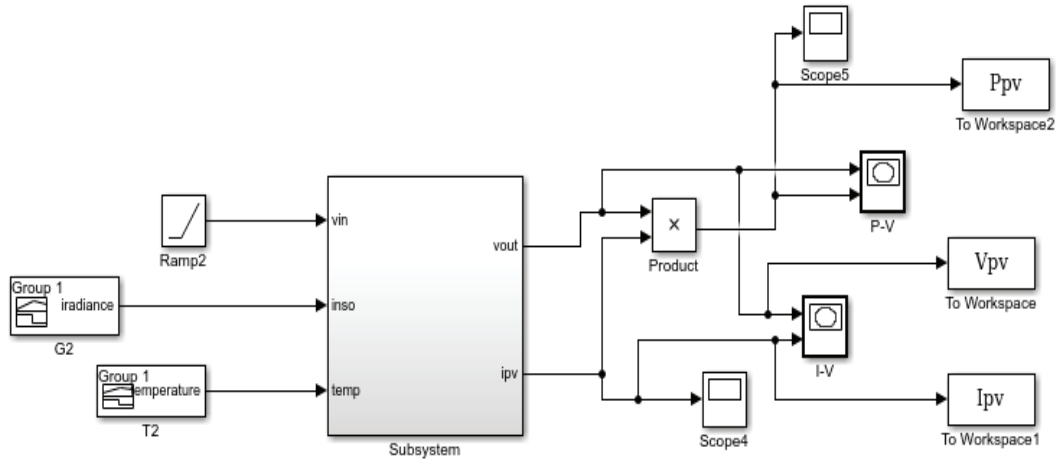 Scope5
Ppv
To Workspace2
P-V
vin
Ramp2
vout
×
Product
Vpv
To Workspace
Group 1
iradiance
G2
inso
I-V
Group 1
temperature
T2
temp
ipv
Scope4
Ipv
To Workspace1
Subsystem